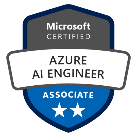 Microsoft
CERTIFIED
AZURE
AI ENGINEER
ASSOCIATE